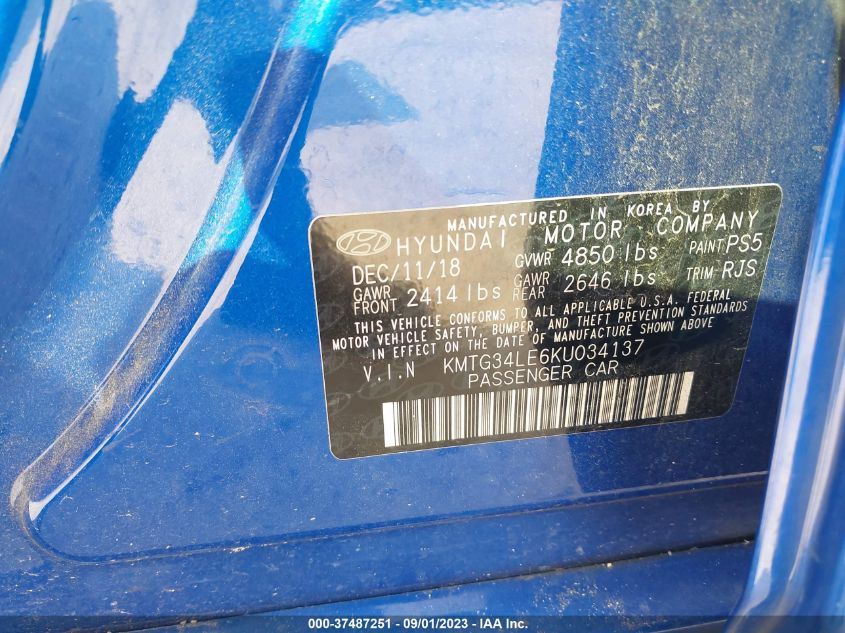 MANUFACTURED IN KOREA BY
HYUNDAI MOTOR COMPANY
DEC/11/18 GVWR 4850 lbs PAINT PS5
GAWR FRONT 2414 lbs GAWR REAR 2646 lbs TRIM RJS
THIS VEHICLE CONFORMS TO ALL APPLICABLE U.S.A. FEDERAL
MOTOR VEHICLE SAFETY, BUMPER, AND THEFT PREVENTION STANDARDS
IN EFFECT ON THE DATE OF MANUFACTURE SHOWN ABOVE
V.I.N KMTG34LE6KU034137
PASSENGER CAR
000-37487251 - 09/01/2023 - Copyright IAA, Inc.